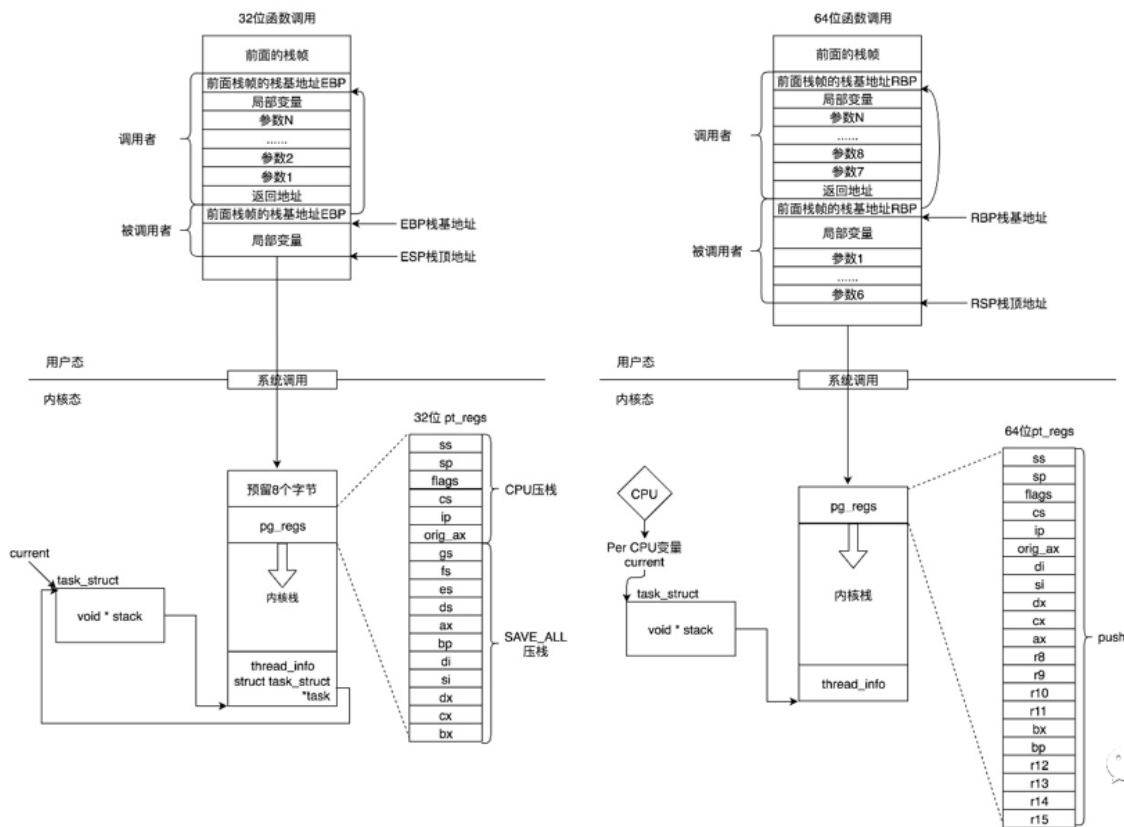 32位函数调用
前面的栈帧
前面栈帧的栈基地址EBP
局部变量
参数N
......
参数2
参数1
返回地址
前面栈帧的栈基地址EBP
局部变量
调用者
被调用者
EBP栈基地址
ESP栈顶地址
用户态
系统调用
内核态
预留8个字节
pg_regs
内核栈
thread_info
struct task_struct
*task
current
task_struct
void * stack
32位 pt_regs
ss
sp
flags
cs
ip
orig_ax
gs
fs
es
ds
ax
bp
di
si
dx
cx
bx
CPU压栈
SAVE_ALL
压栈
64位函数调用
前面的栈帧
前面栈帧的栈基地址RBP
局部变量
参数N
......
参数8
参数7
返回地址
前面栈帧的栈基地址RBP
局部变量
参数1
......
参数6
调用者
被调用者
RBP栈基地址
RSP栈顶地址
用户态
系统调用
内核态
CPU
Per CPU变量
current
task_struct
void * stack
pg_regs
内核栈
thread_info
64位pt_regs
ss
sp
flags
cs
ip
orig_ax
di
si
dx
cx
ax
r8
r9
r10
r11
bx
bp
r12
r13
r14
r15
push